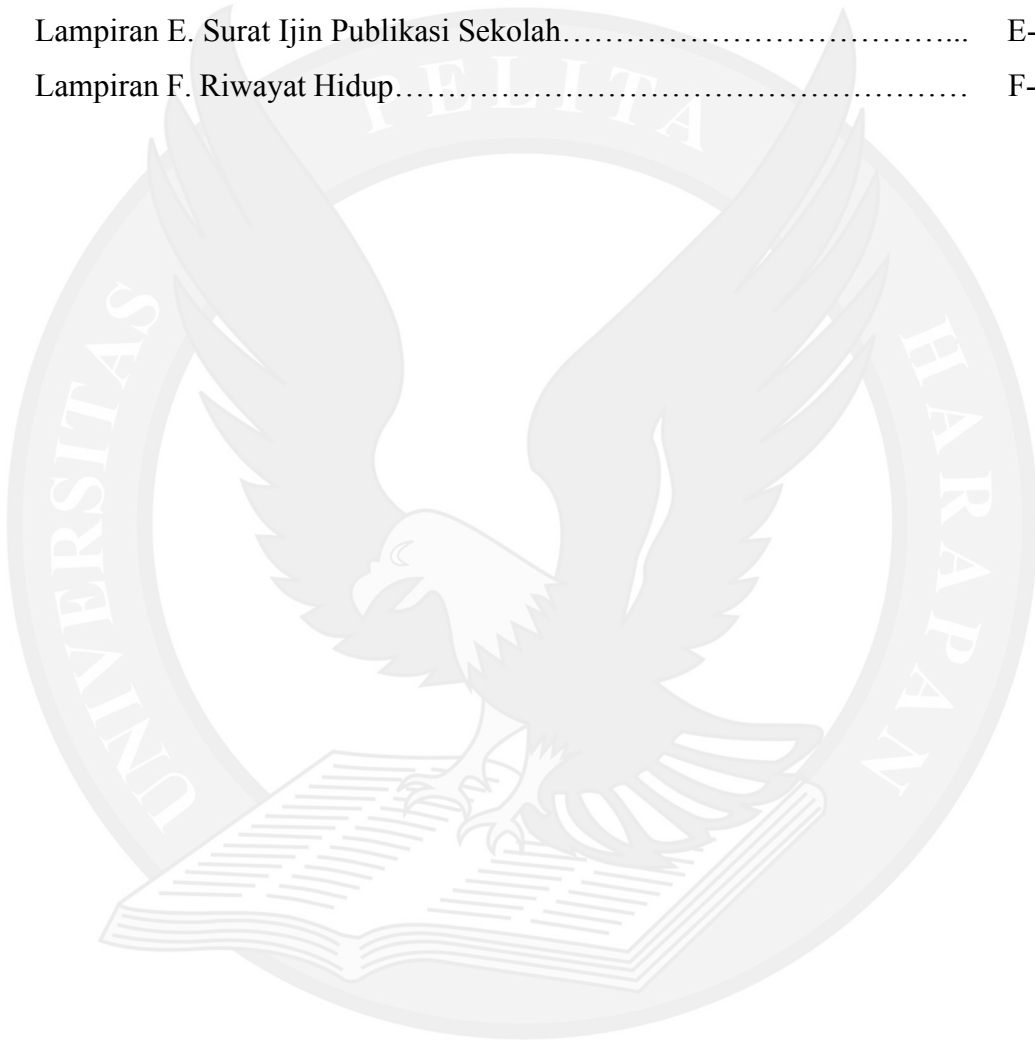 Lampiran E. Surat Ijin Publikasi Sekolah………………………………... E-
Lampiran F. Riwayat Hidup……………………………………………… F-
PELITA
UNIVERSITAS
HARAPAN